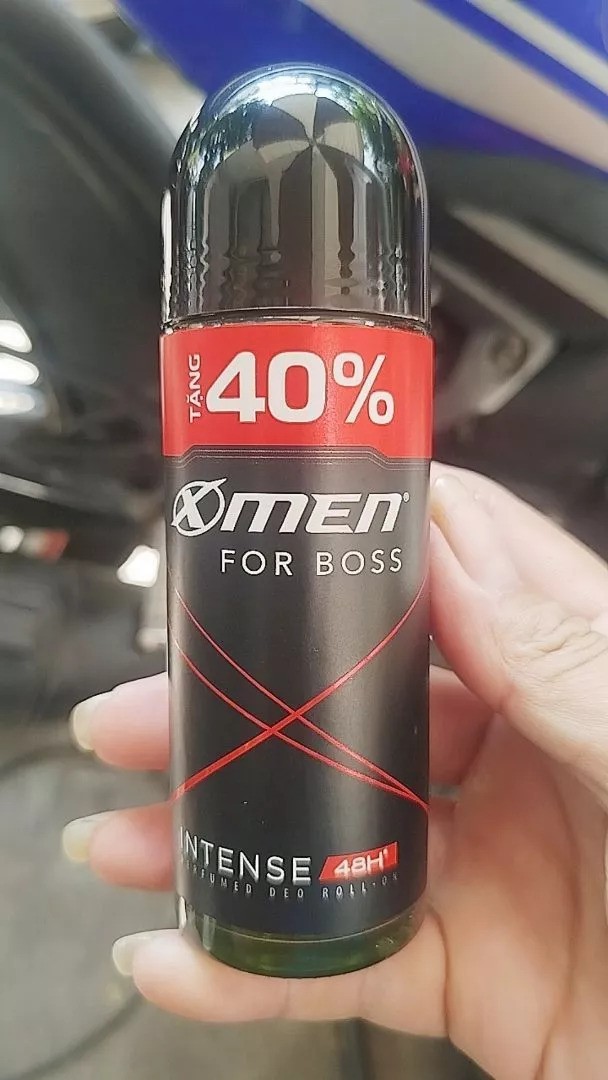 TẶNG 40%
XMEN®
FOR BOSS
INTENSE 48H*
PERFUMED DEO ROLL-ON